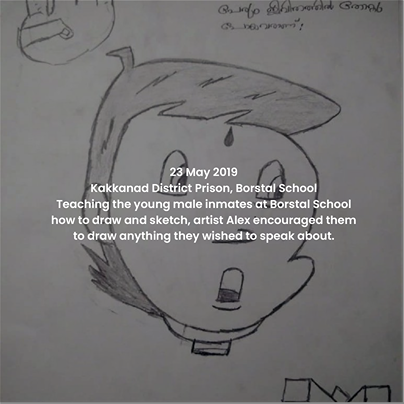 23 May 2019
Kakkanad District Prison, Borstal School
Teaching the young male inmates at Borstal School
how to draw and sketch, artist Alex encouraged them
to draw anything they wished to speak about.